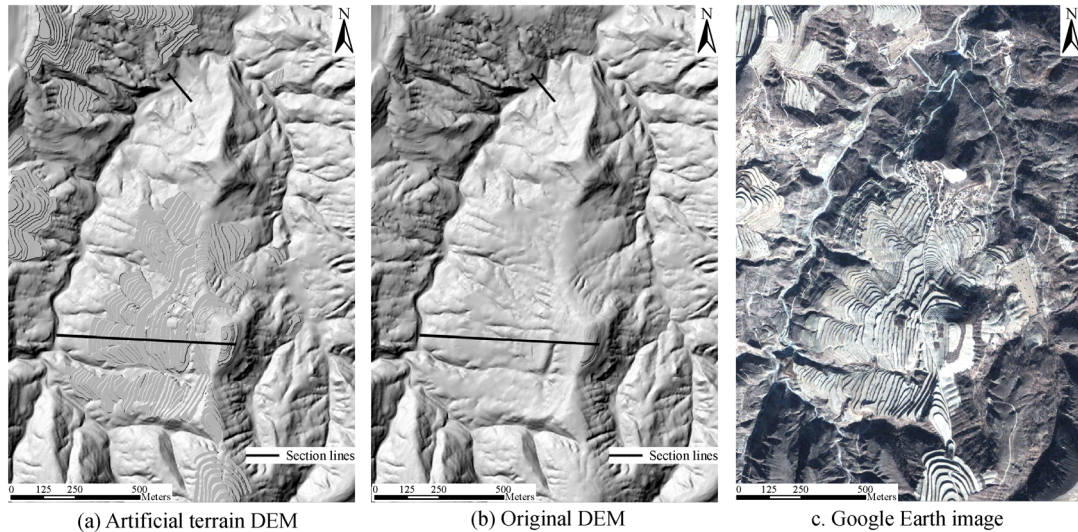 N
N
N
Section lines
Section lines
0 125 250 500
Meters
0 125 250 500
Meters
0 125 250 500
Meters
(a) Artificial terrain DEM
(b) Original DEM
c. Google Earth image